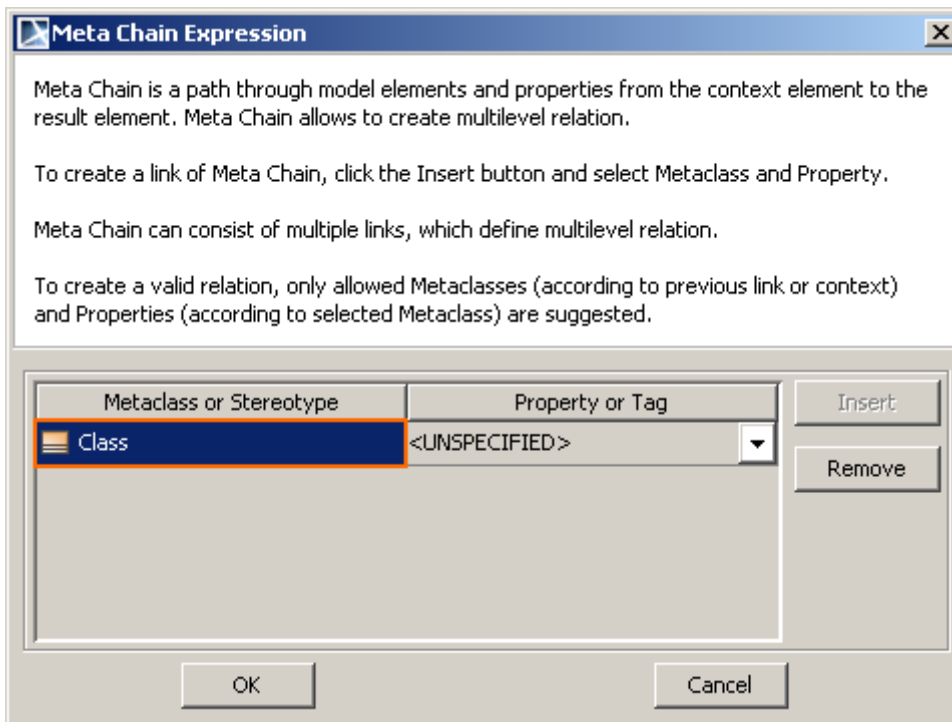 Meta Chain Expression
Meta Chain is a path through model elements and properties from the context element to the
result element. Meta Chain allows to create multilevel relation.
To create a link of Meta Chain, click the Insert button and select Metaclass and Property.
Meta Chain can consist of multiple links, which define multilevel relation.
To create a valid relation, only allowed Metaclasses (according to previous link or context)
and Properties (according to selected Metaclass) are suggested.
Metaclass or Stereotype Property or Tag Insert
Class <UNSPECIFIED>
Remove
OK Cancel